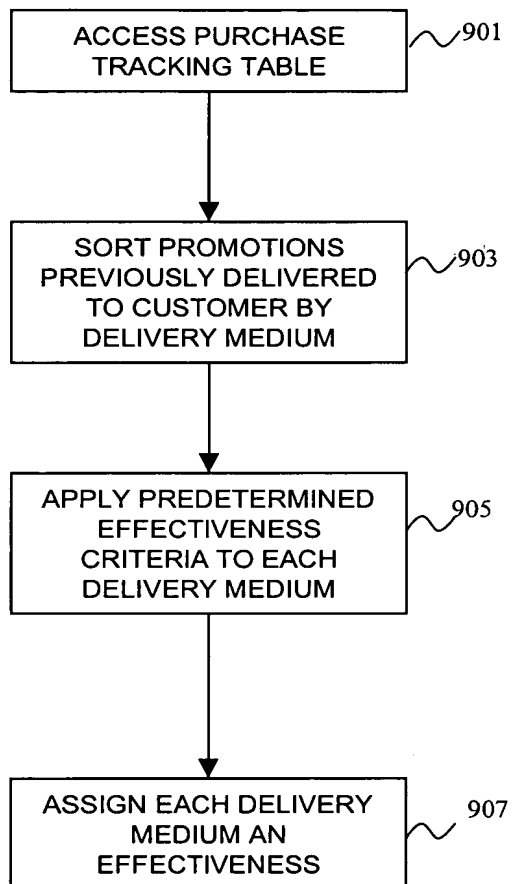 ACCESS PURCHASE
TRACKING TABLE
901
SORT PROMOTIONS
PREVIOUSLY DELIVERED
TO CUSTOMER BY
DELIVERY MEDIUM
903
APPLY PREDETERMINED
EFFECTIVENESS
CRITERIA TO EACH
DELIVERY MEDIUM
905
ASSIGN EACH DELIVERY
MEDIUM AN
EFFECTIVENESS
907